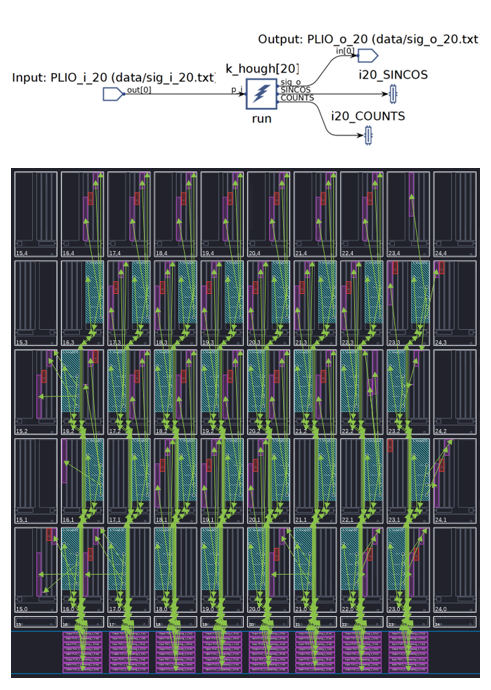 Output: PLIO_o_20 (data/sig_o_20.txt
in[0]
k_hough[20]
Input: PLIO_i_20 (data/sig_i_20.txt
i20_SINCOS
out[0]
p_i
sig_o
SINCOS
COUNTS
run
i20_COUNTS
15,4 16,4 17,4 18,4 19,4 20,4 21,4 22,4 23,4 24,4
15,3 16,3 17,3 18,3 19,3 20,3 21,3 22,3 23,3 24,3
15,2 16,2 17,2 18,2 19,2 20,2 21,2 22,2 23,2 24,2
15,1 16,1 17,1 18,1 19,1 20,1 21,1 22,1 23,1 24,1
15,0 16,0 17,0 18,0 19,0 20,0 21,0 22,0 23,0 24,0